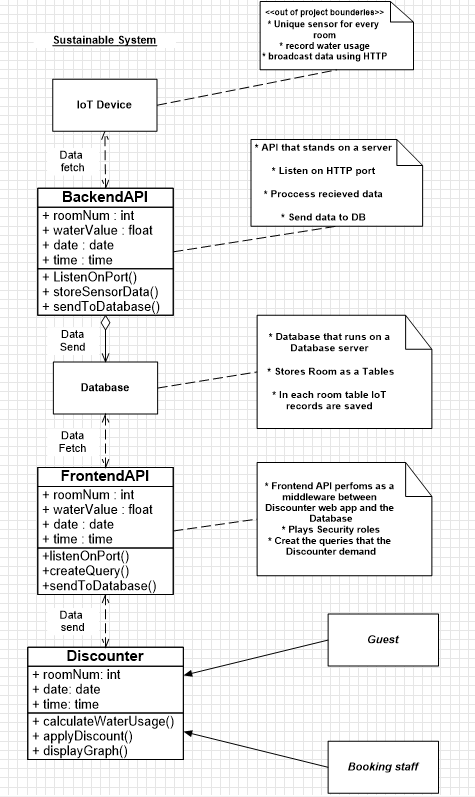 <<out of project bounderies>>
* Unique sensor for every
room
* record water usage
* broadcast data using HTTP
Sustainable System
IoT Device
Data
fetch
* API that stands on a server
* Listen on HTTP port
* Proccess recieved data
* Send data to DB
BackendAPI
+ roomNum : int
+ waterValue : float
+ date : date
+ time : time
+ ListenOnPort()
+ storeSensorData()
+ sendToDatabase()
Data
Send
* Database that runs on a
Database server
* Stores Room as a Tables
* In each room table IoT
records are saved
Database
Data
Fetch
FrontendAPI
+ roomNum : int
+ waterValue : float
+ date : date
+ time : time
+listenOnPort()
+createQuery()
+sendToDatabase()
* Frontend API perfoms as a
middleware between
Discounter web app and the
Database
* Plays Security roles
* Creat the queries that the
Discounter demand
Data
send
Discounter
+ roomNum: int
+ date: date
+ time: time
+ calculateWaterUsage()
+ applyDiscount()
+ displayGraph()
Guest
Booking staff